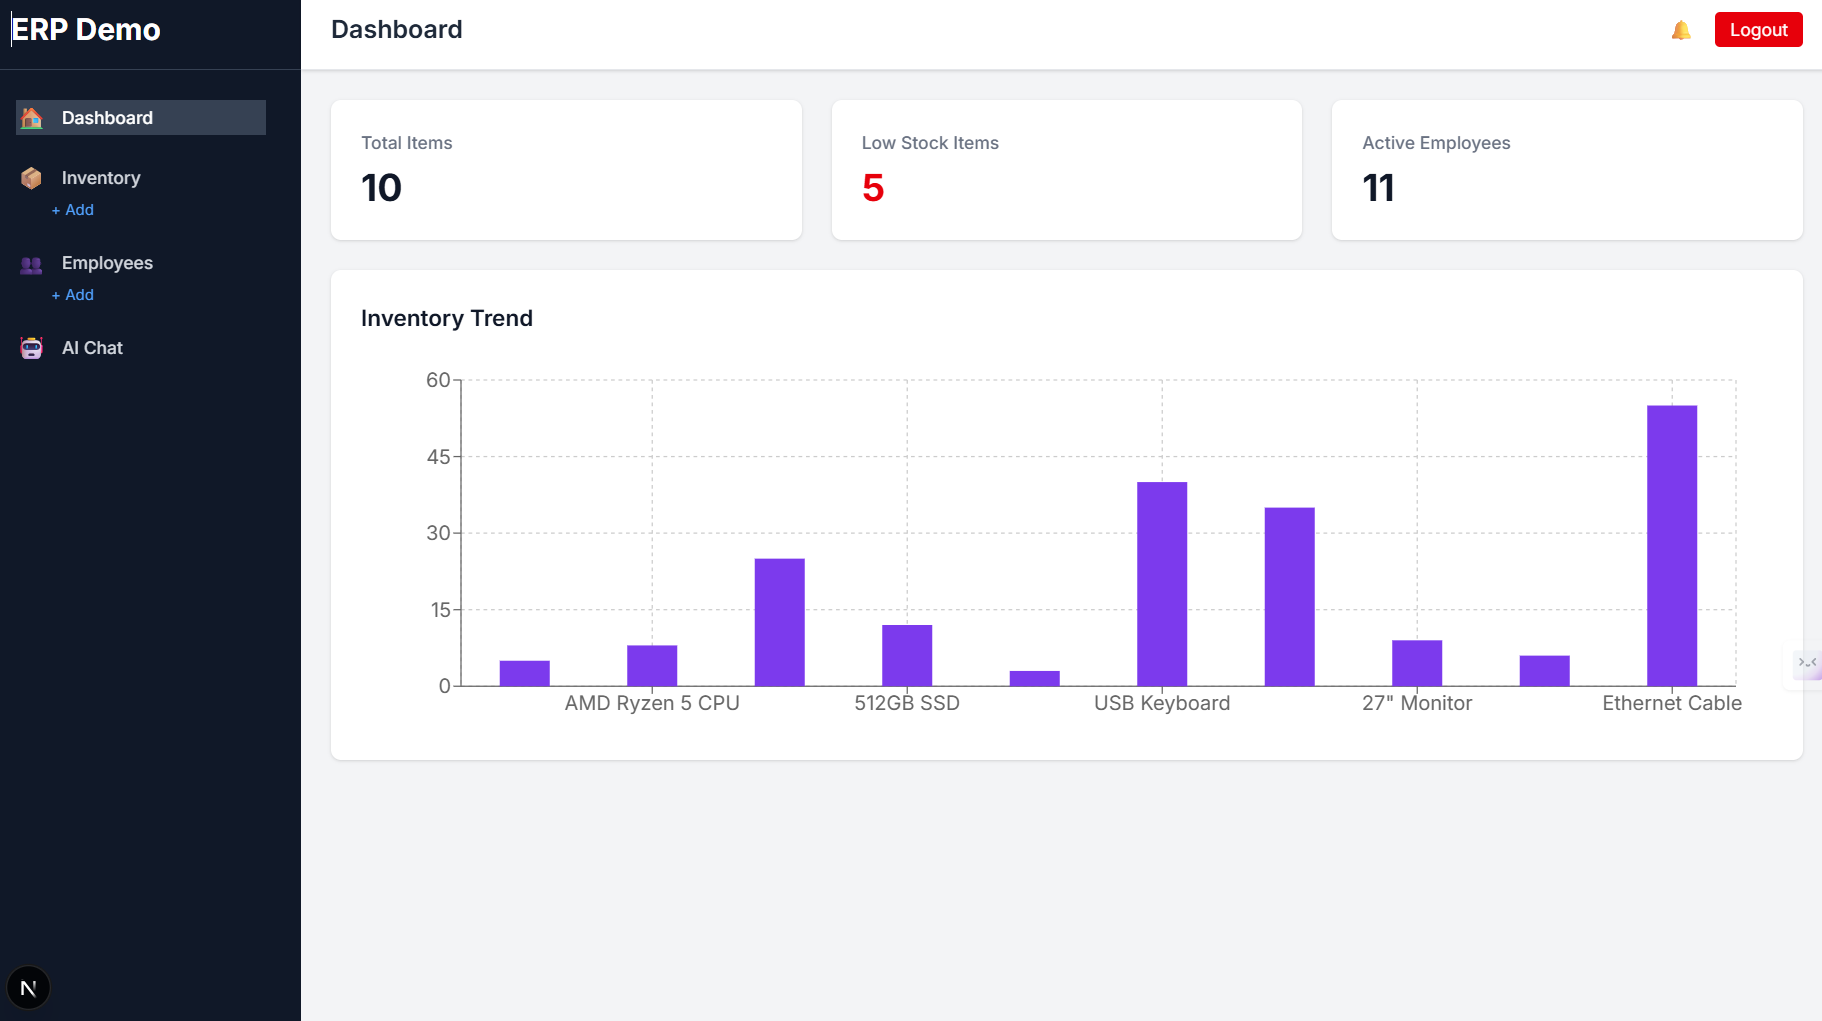 ERP Demo
Dashboard
Logout
Dashboard
Inventory
+ Add
Employees
+ Add
AI Chat
Total Items
10
Low Stock Items
5
Active Employees
11
Inventory Trend
60
45
30
15
0
AMD Ryzen 5 CPU
512GB SSD
USB Keyboard
27" Monitor
Ethernet Cable
N